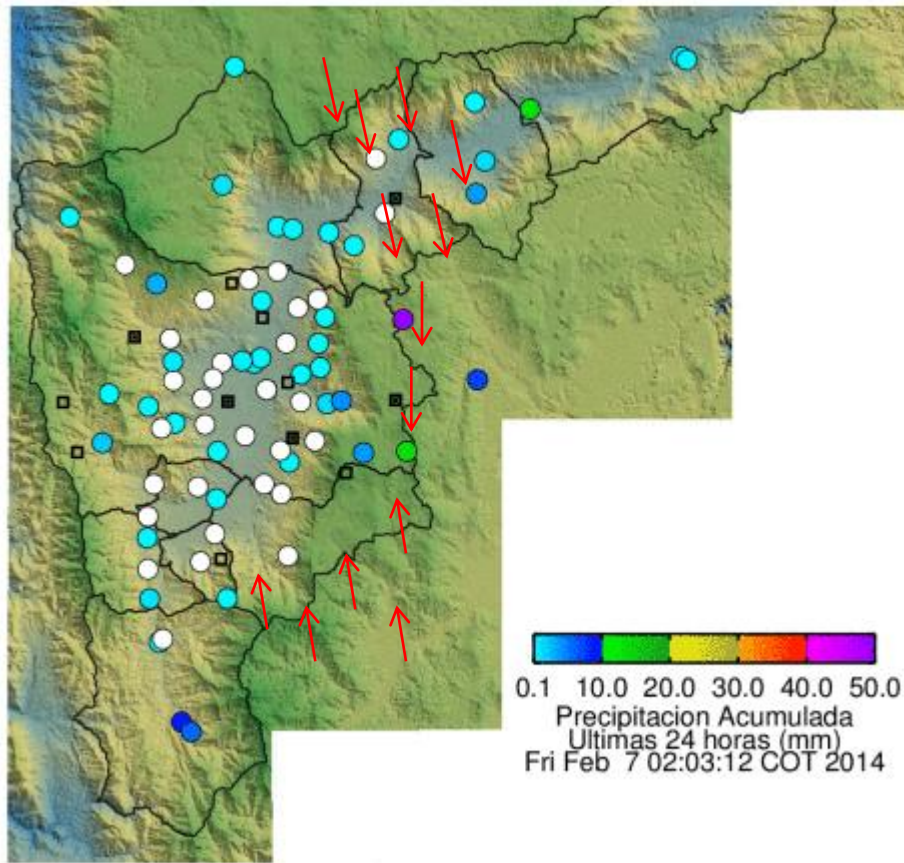 0.1 10.0 20.0 30.0 40.0 50.0
Precipitacion Acumulada
Ultimas 24 horas (mm)
Fri Feb 7 02:03:12 COT 2014